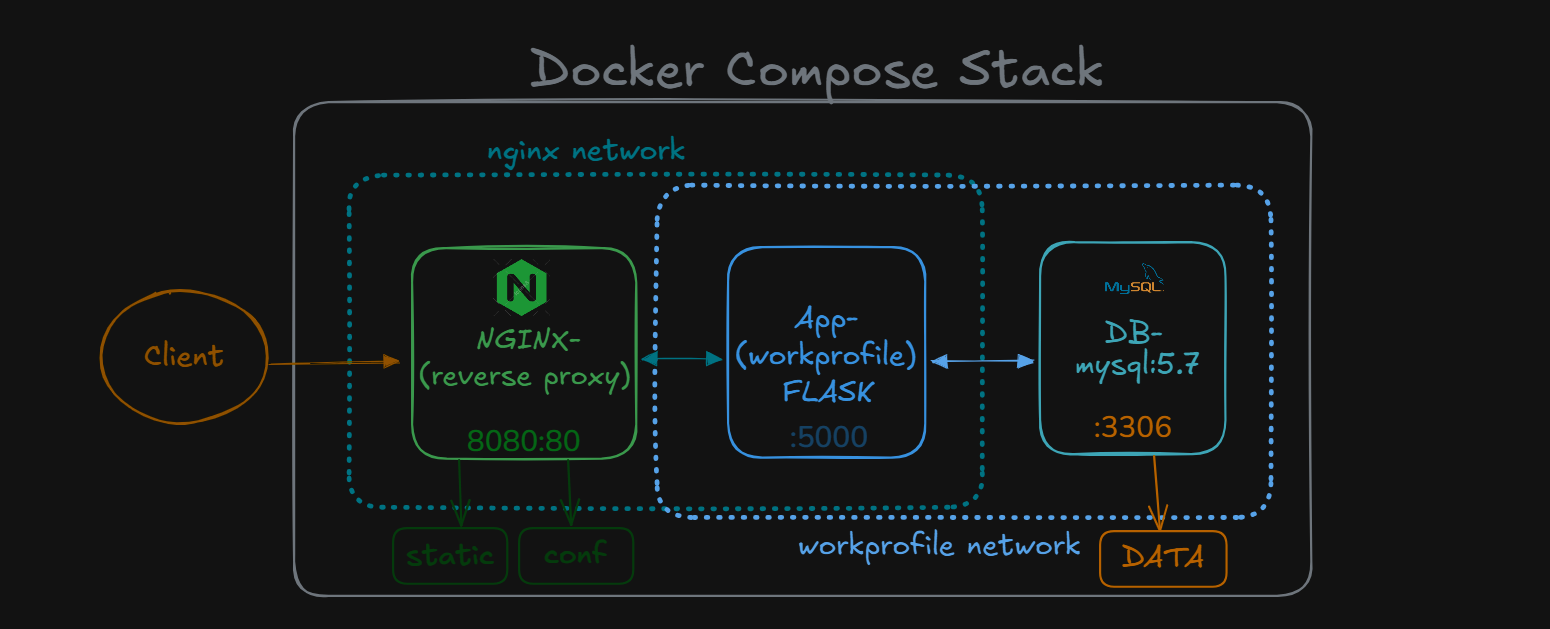 Docker Compose Stack
nginx network
Client
N
NGINX-
(reverse proxy)
8080:80
App-
(workprofile)
FLASK
:5000
MySQL
DB-
mysql:5.7
:3306
static
conf
workprofile network
DATA